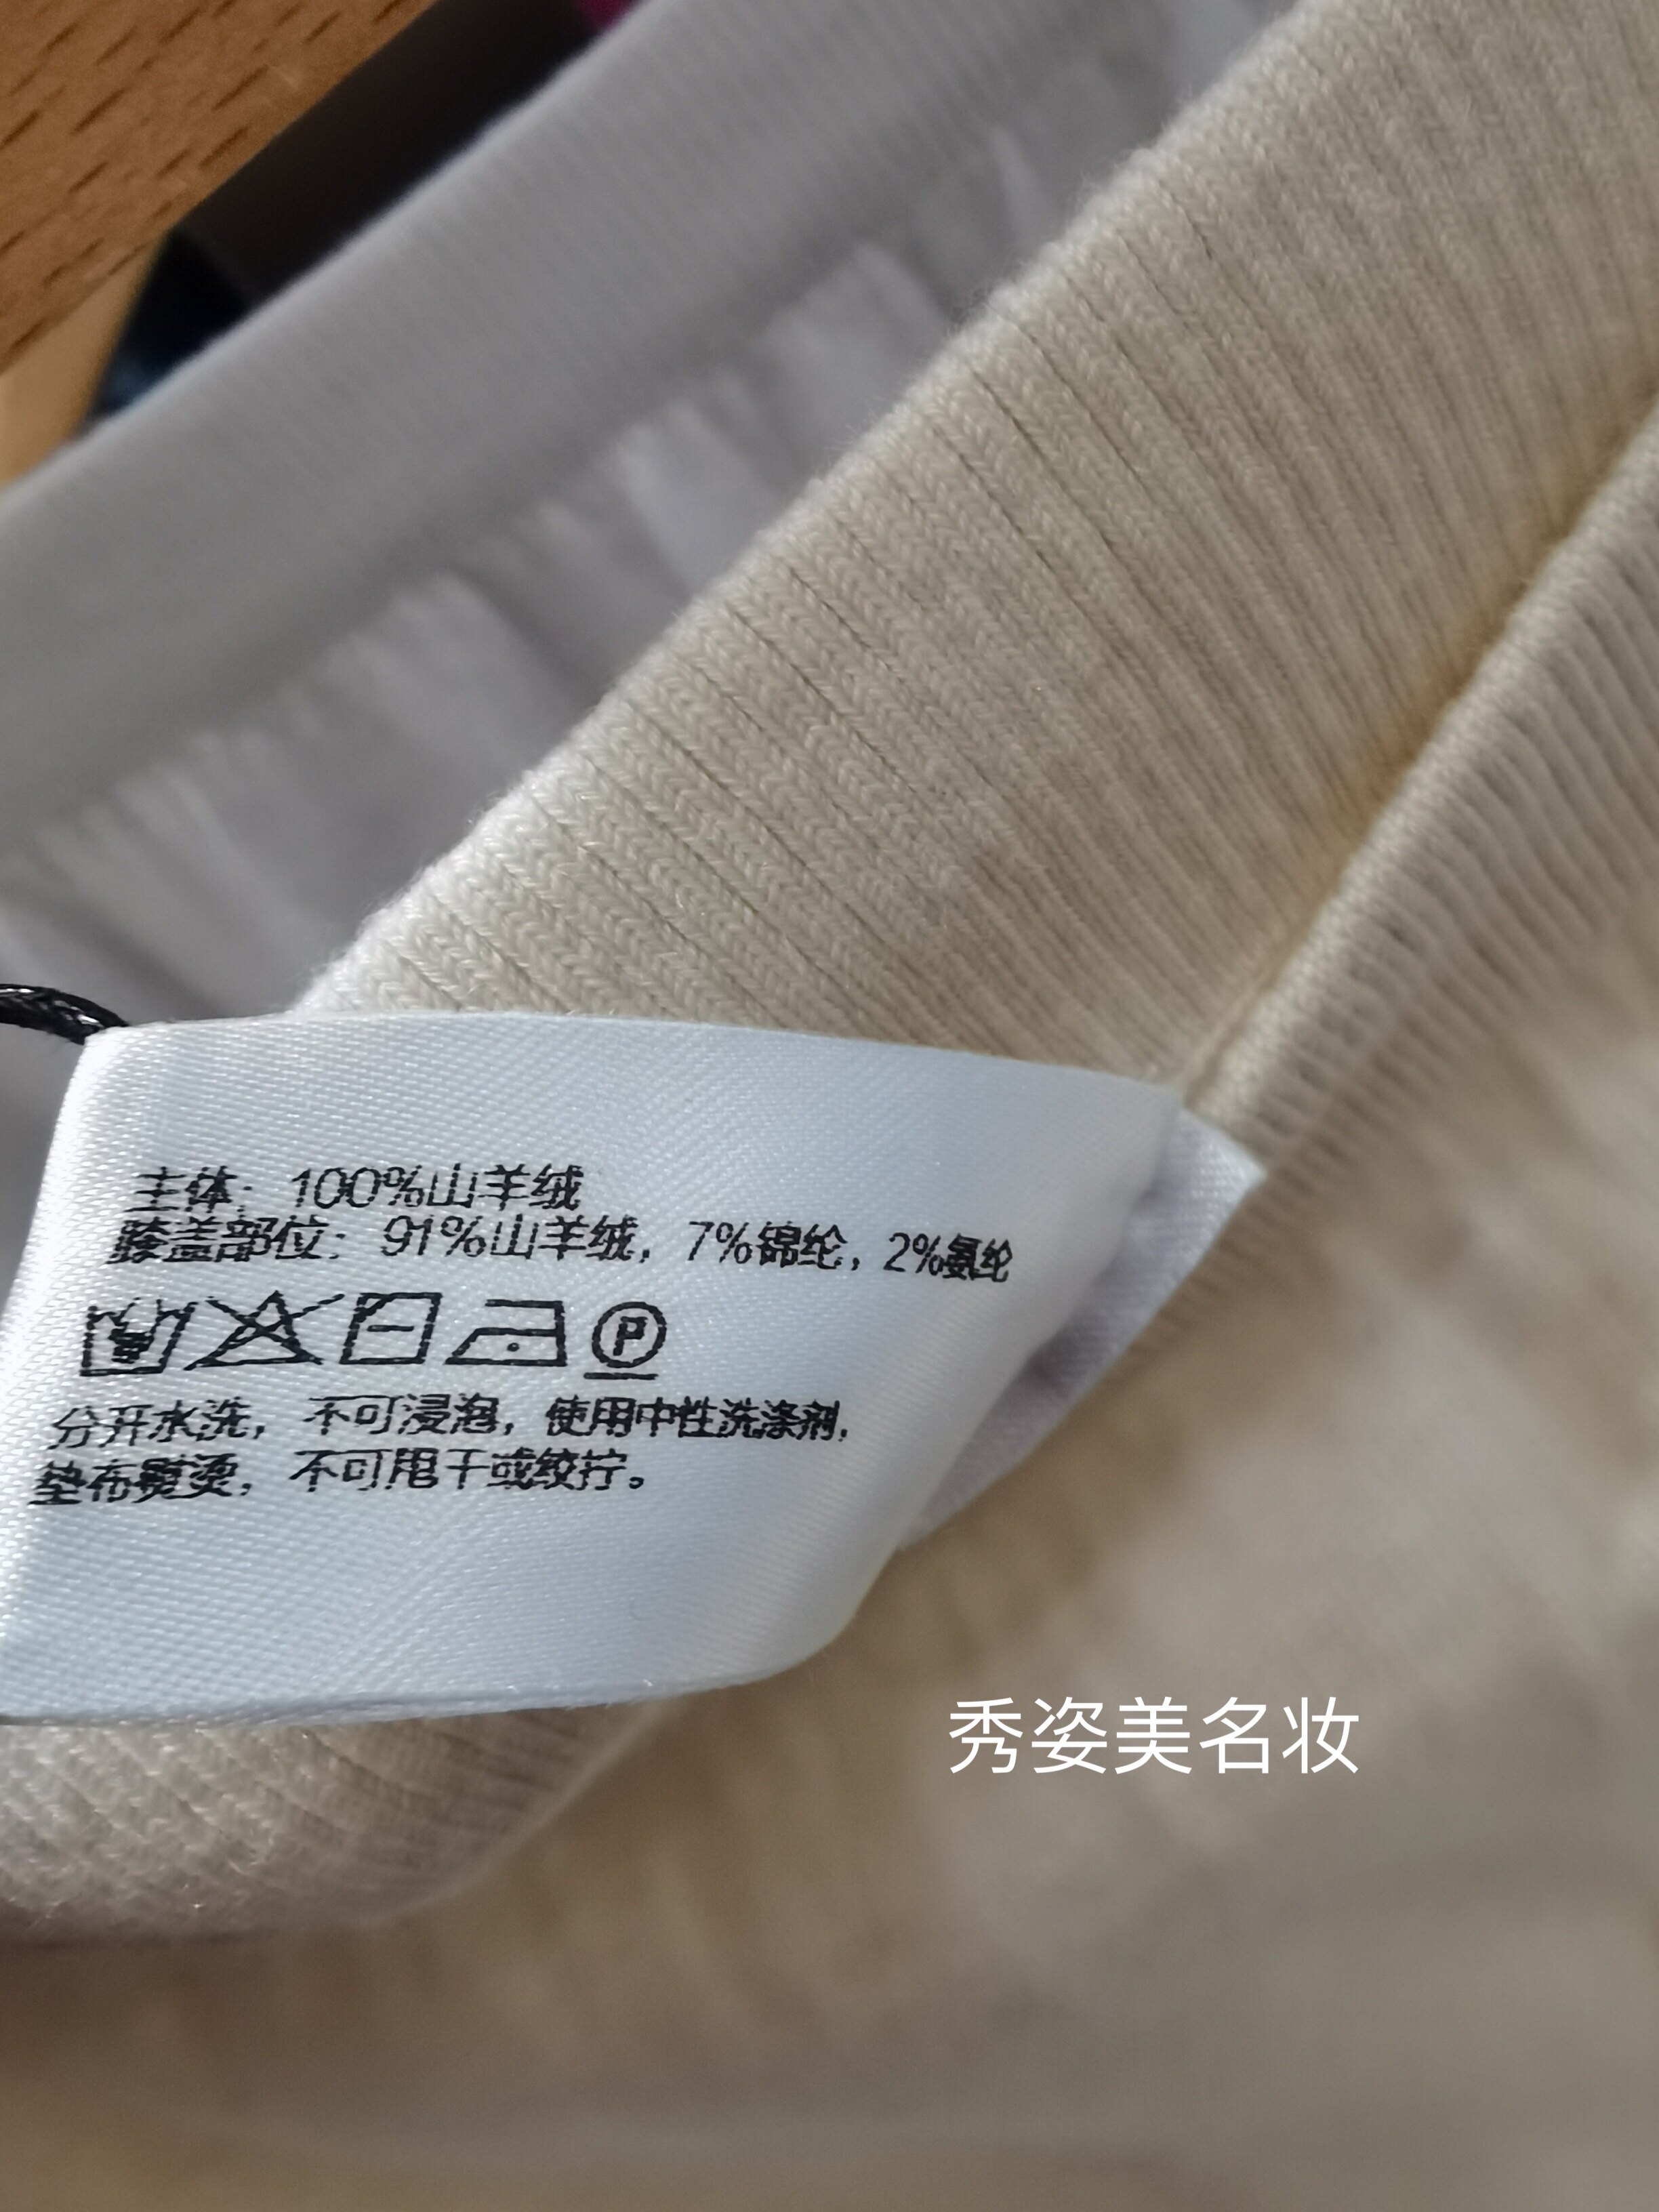 主体：100%山羊绒
膝盖部位：91%山羊绒，7%锦纶，2%氨纶
P
分开水洗，不可浸泡，使用中性洗涤剂，
垫布熨烫，不可甩干或绞拧。
秀姿美名妆